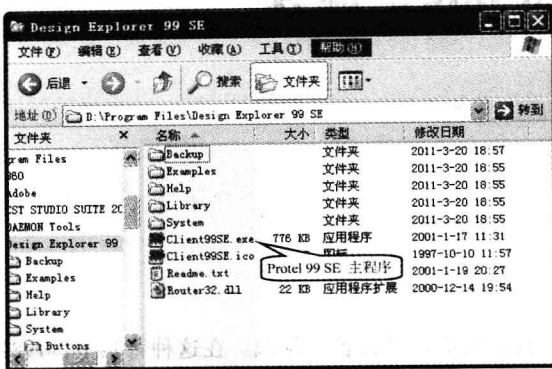 Design Explorer 99 SE
文件(F) 编辑(E) 查看(V) 收藏(A) 工具(T) 帮助(H)
后退 搜索 文件夹
地址(D) D:\Program Files\Design Explorer 99 SE 转到
文件夹 × 名称 大小 类型 修改日期
ram Files
360
Adobe
CST STUDIO SUITE 20
DAEMON Tools
Design Explorer 99
Backup
Examples
Help
Library
System
Buttons
Backup 文件夹 2011-3-20 18:57
Examples 文件夹 2011-3-20 18:55
Help 文件夹 2011-3-20 18:55
Library 文件夹 2011-3-20 18:55
System 文件夹 2011-3-20 18:55
Client99SE.exe 776 KB 应用程序 2001-1-17 11:31
Client99SE.ico 1997-10-10 11:57
Readme.txt 2001-1-19 20:27
Router32.dll 22 KB 应用程序扩展 2000-12-14 19:54
Protel 99 SE 主程序